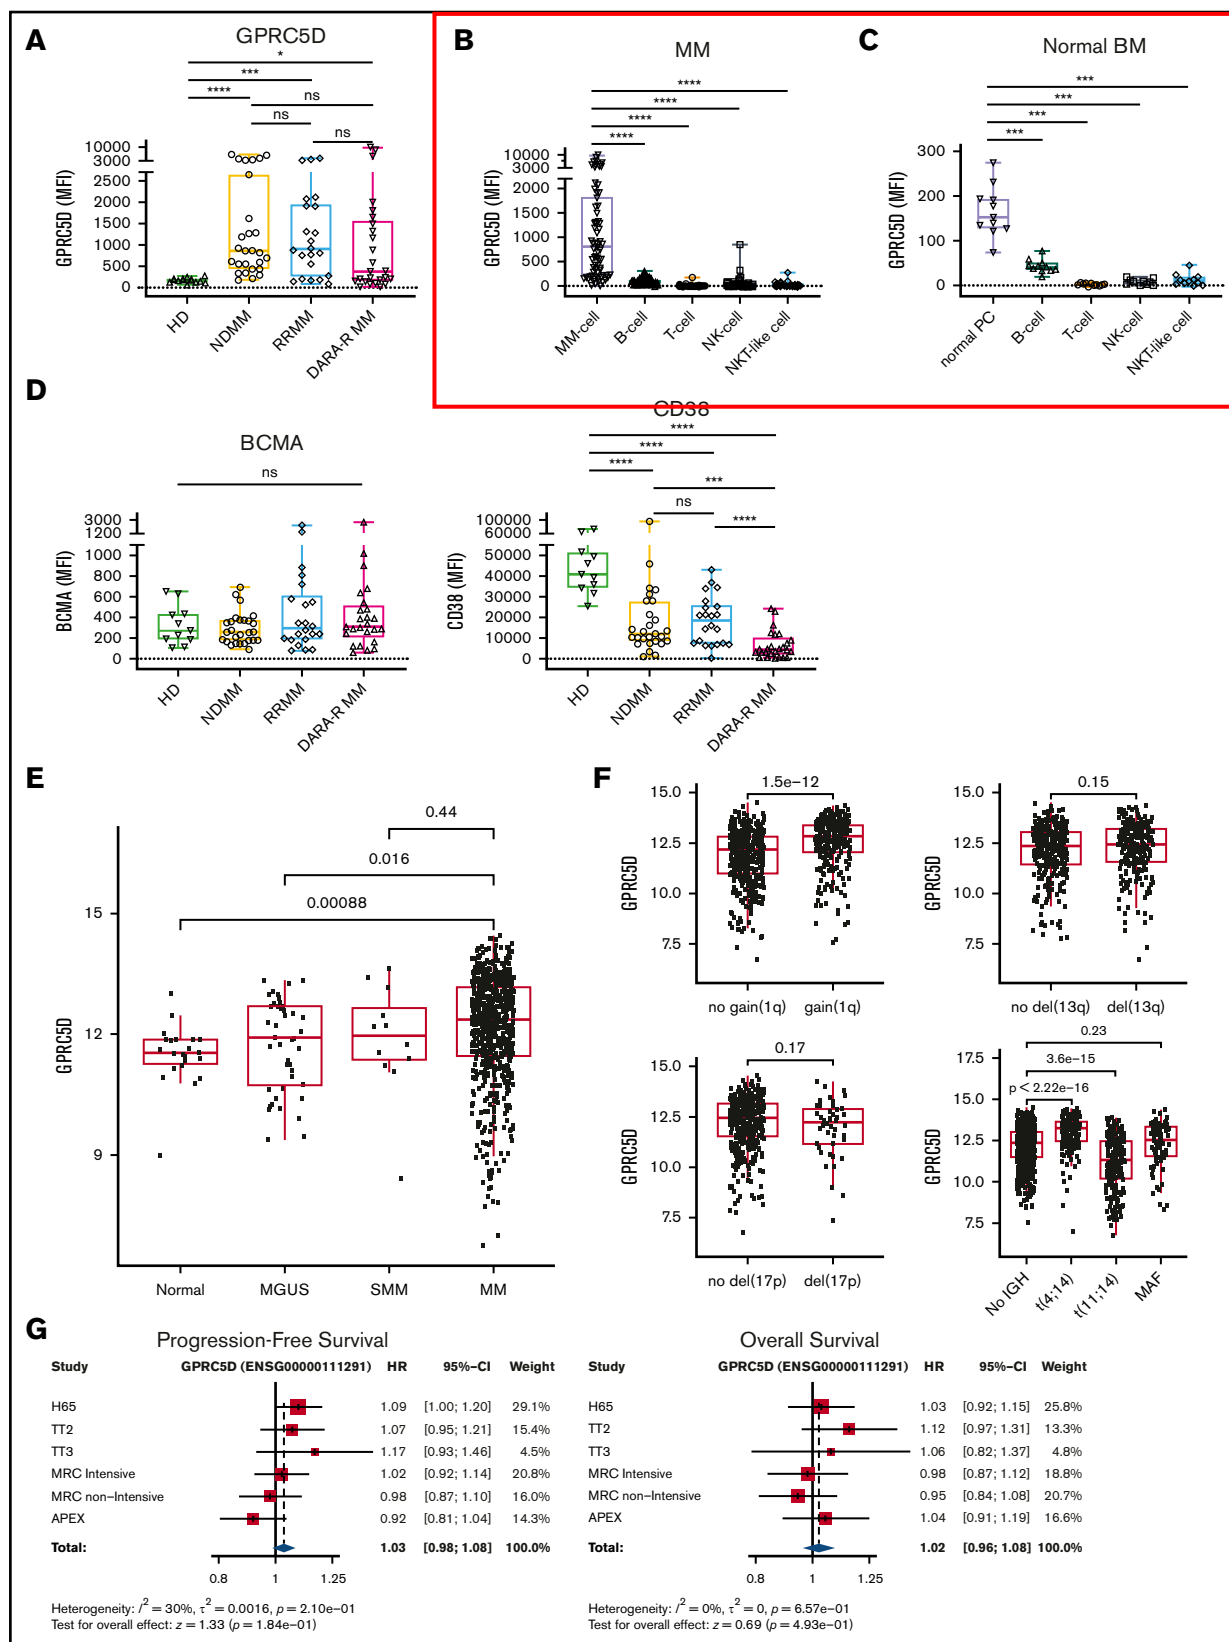 A
GPRC5D
*
***
****
ns
ns
ns
GPRC5D (MFI)
10000
3000
2500
2000
1500
1000
500
0
HD
NDMM
RRMM
DARA-R MM
B
MM
****
****
****
****
GPRC5D (MFI)
10000
3000
2000
1500
1000
500
0
MM-cell
B-cell
T-cell
NK-cell
NKT-like cell
C
Normal BM
***
***
***
***
GPRC5D (MFI)
300
200
100
0
normal PC
B-cell
T-cell
NK-cell
NKT-like cell
D
BCMA
ns
BCMA (MFI)
3000
1200
1000
800
600
400
200
0
HD
NDMM
RRMM
DARA-R MM
CD38
****
****
****
***
ns
****
CD38 (MFI)
100000
60000
50000
40000
30000
20000
10000
0
HD
NDMM
RRMM
DARA-R MM
E
0.44
0.016
0.00088
GPRC5D
15
12
9
Normal
MGUS
SMM
MM
F
1.5e−12
GPRC5D
15.0
12.5
10.0
7.5
no gain(1q)
gain(1q)
0.15
GPRC5D
15.0
12.5
10.0
7.5
no del(13q)
del(13q)
0.17
GPRC5D
15.0
12.5
10.0
7.5
no del(17p)
del(17p)
0.23
3.6e−15
p < 2.22e−16
GPRC5D
17.5
15.0
12.5
10.0
7.5
No IGH
t(4;14)
t(11;14)
MAF
G
Progression-Free Survival
Study GPRC5D (ENSG00000111291) HR 95%−CI Weight
H65 1.09 [1.00; 1.20] 29.1%
TT2 1.07 [0.95; 1.21] 15.4%
TT3 1.17 [0.93; 1.46] 4.5%
MRC Intensive 1.02 [0.92; 1.14] 20.8%
MRC non−Intensive 0.98 [0.87; 1.10] 16.0%
APEX 0.92 [0.81; 1.04] 14.3%
Total: 1.03 [0.98; 1.08] 100.0%
0.8 1 1.25
Heterogeneity: I² = 30%, τ² = 0.0016, p = 2.10e−01
Test for overall effect: z = 1.33 (p = 1.84e−01)
Overall Survival
Study GPRC5D (ENSG00000111291) HR 95%−CI Weight
H65 1.03 [0.92; 1.15] 25.8%
TT2 1.12 [0.97; 1.31] 13.3%
TT3 1.06 [0.82; 1.37] 4.8%
MRC Intensive 0.98 [0.87; 1.12] 18.8%
MRC non−Intensive 0.95 [0.84; 1.08] 20.7%
APEX 1.04 [0.91; 1.19] 16.6%
Total: 1.02 [0.96; 1.08] 100.0%
0.8 1 1.25
Heterogeneity: I² = 0%, τ² = 0, p = 6.57e−01
Test for overall effect: z = 0.69 (p = 4.93e−01)